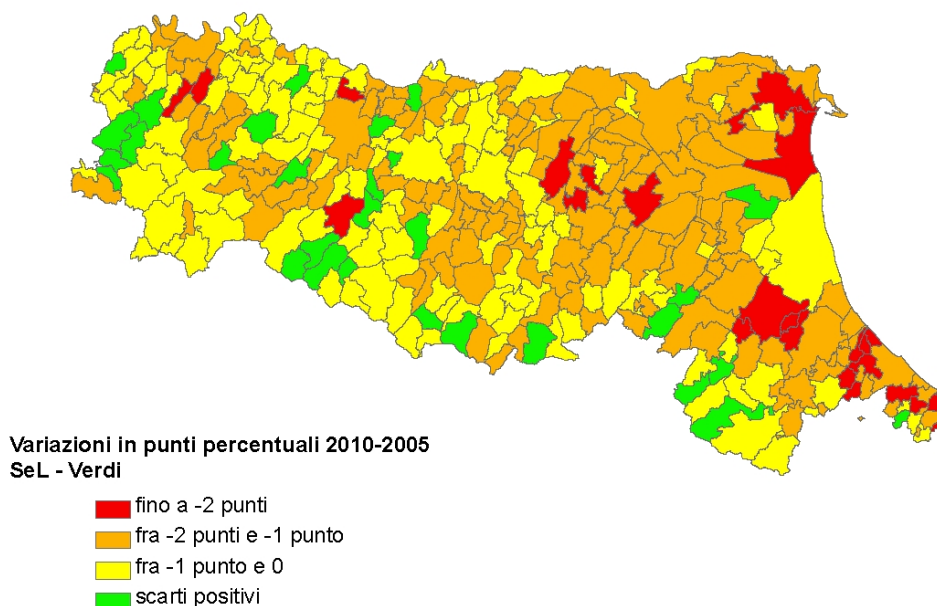 Variazioni in punti percentuali 2010-2005
SeL - Verdi
fino a -2 punti
fra -2 punti e -1 punto
fra -1 punto e 0
scarti positivi